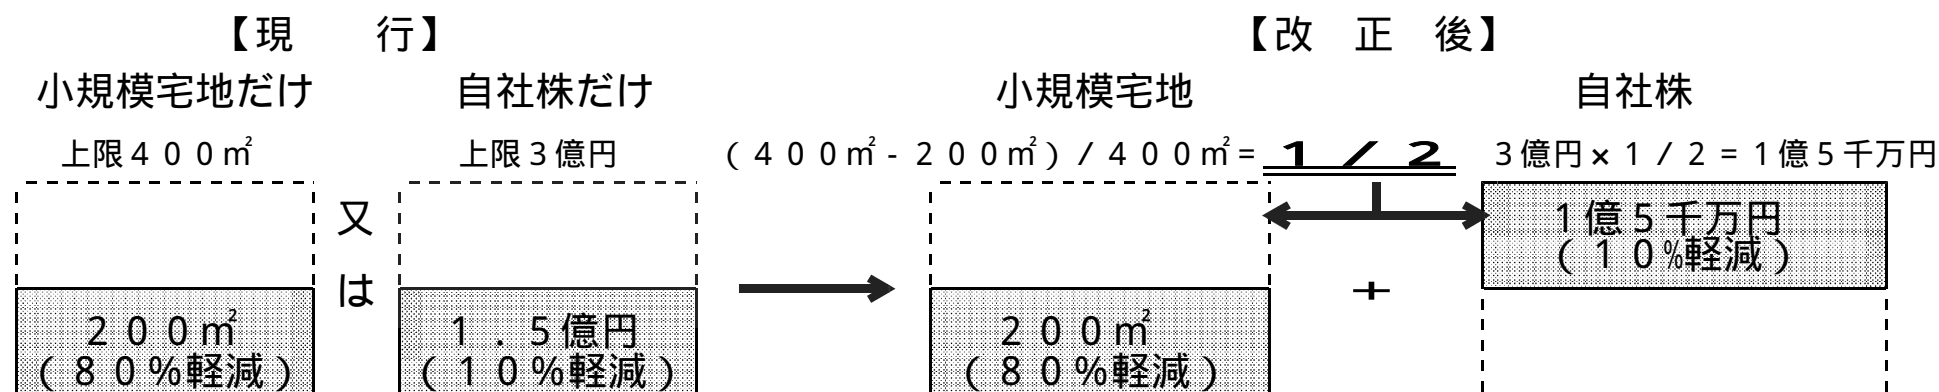 【現　行】
【改　正　後】
小規模宅地だけ
自社株だけ
小規模宅地
自社株
上限４００㎡
上限３億円
（４００㎡-２００㎡）/４００㎡=１/２
３億円×１/２=１億５千万円
又
は
２００㎡
（８０%軽減）
１.５億円
（１０%軽減）
２００㎡
（８０%軽減）
+
１億５千万円
（１０%軽減）